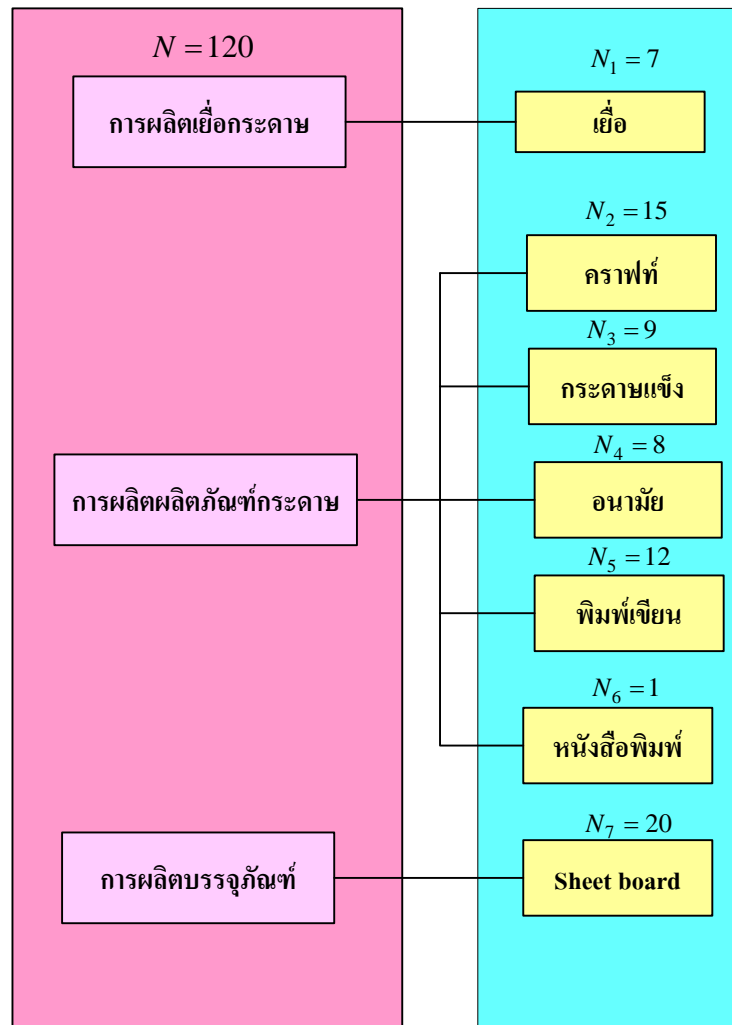 N = 120
N₁ = 7
การผลิตเยื่อกระดาษ
เยื่อ
N₂ = 15
คราฟท์
N₃ = 9
กระดาษแข็ง
N₄ = 8
การผลิตผลิตภัณฑ์กระดาษ
อนามัย
N₅ = 12
พิมพ์เขียน
N₆ = 1
หนังสือพิมพ์
N₇ = 20
การผลิตบรรจุภัณฑ์
Sheet board